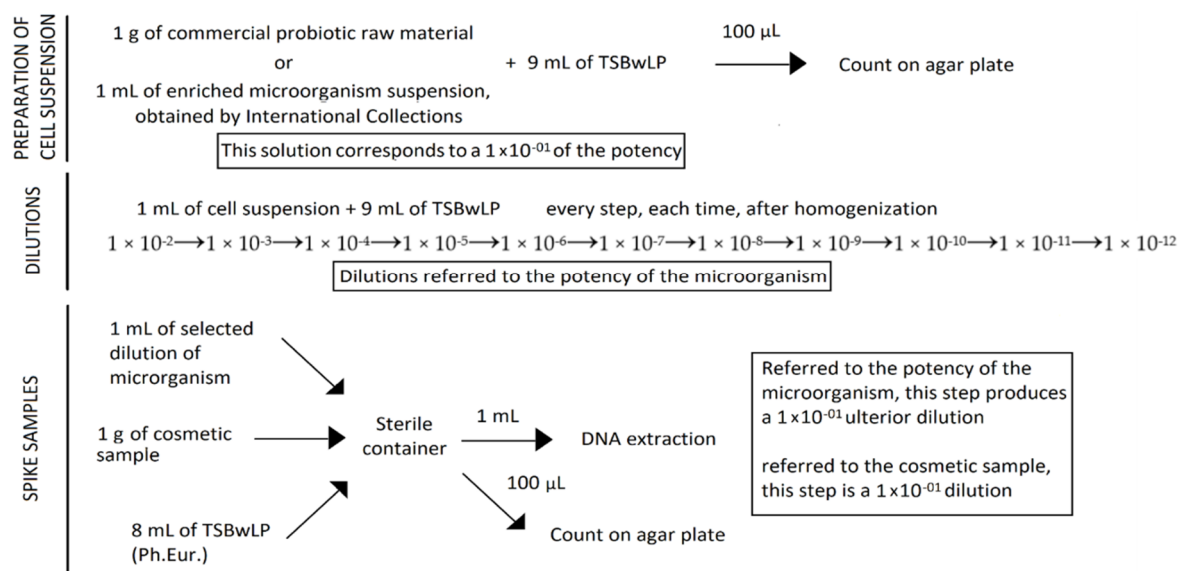 PREPARATION OF
CELL SUSPENSION
1 g of commercial probiotic raw material
or
1 mL of enriched microorganism suspension,
obtained by International Collections
+ 9 mL of TSBwLP
100 µL
Count on agar plate
This solution corresponds to a 1x10-01 of the potency
DILUTIONS
1 mL of cell suspension + 9 mL of TSBwLP every step, each time, after homogenization
1 × 10-2→1 × 10-3→1 × 10-4→1 × 10-5→1 × 10-6→1 × 10-7→1 × 10-8→1 × 10-9→1 × 10-10→1 × 10-11→1 × 10-12
Dilutions referred to the potency of the microorganism
SPIKE SAMPLES
1 mL of selected
dilution of
microrganism
1 g of cosmetic
sample
8 mL of TSBwLP
(Ph.Eur.)
Sterile
container
1 mL
DNA extraction
100 µL
Count on agar plate
Referred to the potency of the
microorganism, this step produces
a 1x10-01 ulterior dilution
referred to the cosmetic sample,
this step is a 1x10-01 dilution